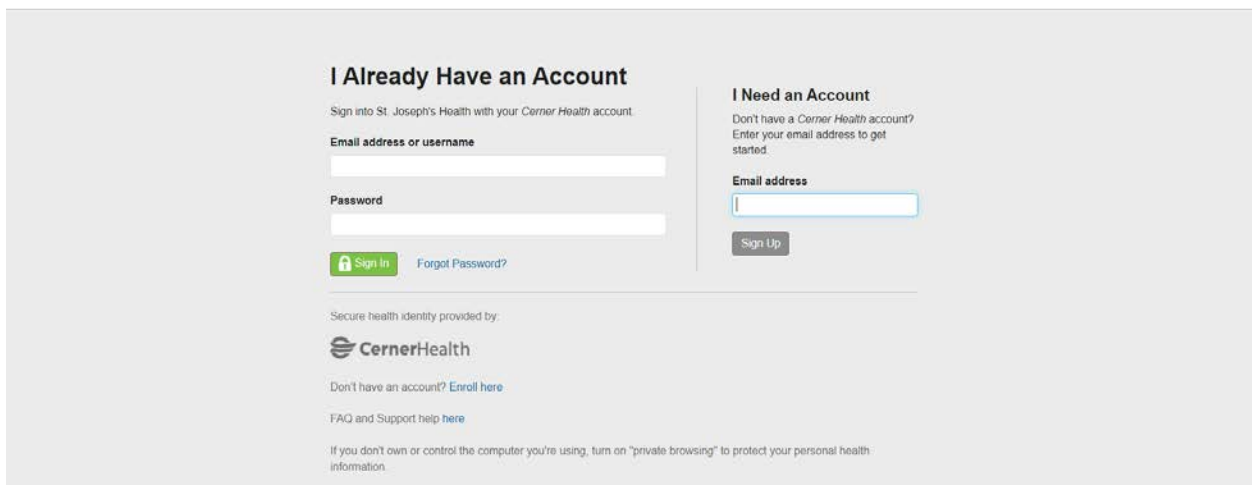 I Already Have an Account
Sign into St. Joseph's Health with your Cerner Health account.
Email address or username
Password
Sign In
Forgot Password?
I Need an Account
Don't have a Cerner Health account?
Enter your email address to get
started.
Email address
Sign Up
Secure health identity provided by:
CernerHealth
Don't have an account? Enroll here
FAQ and Support help here
If you don't own or control the computer you're using, turn on "private browsing" to protect your personal health
information.